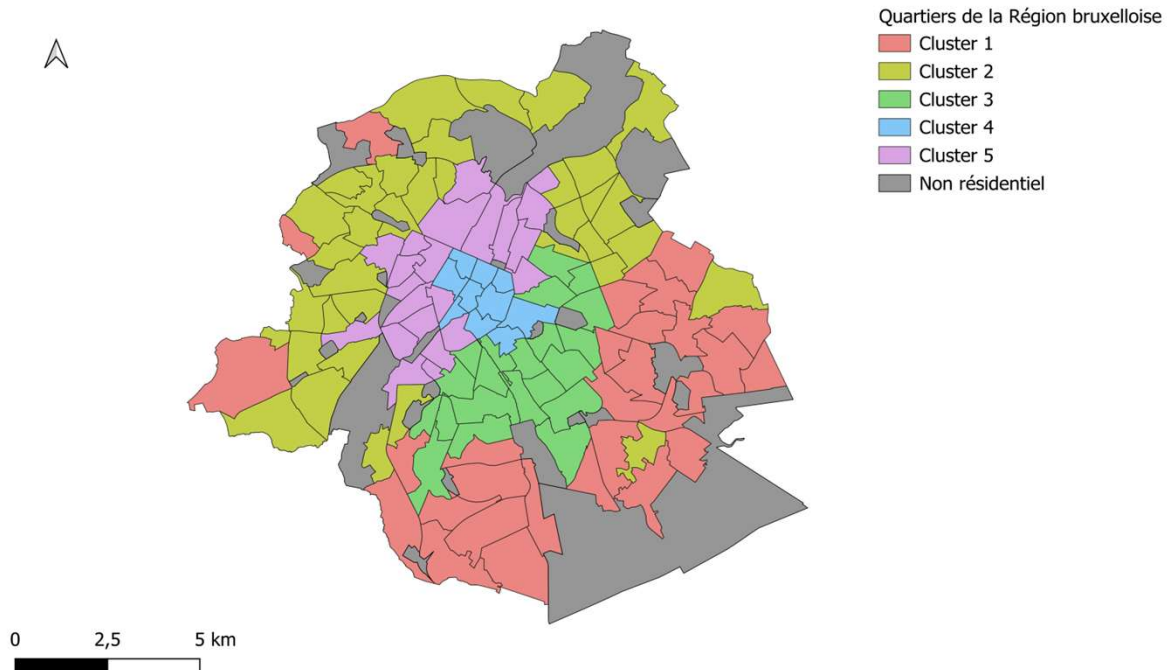 Quartiers de la Région bruxelloise
Cluster 1
Cluster 2
Cluster 3
Cluster 4
Cluster 5
Non résidentiel
0 2,5 5 km